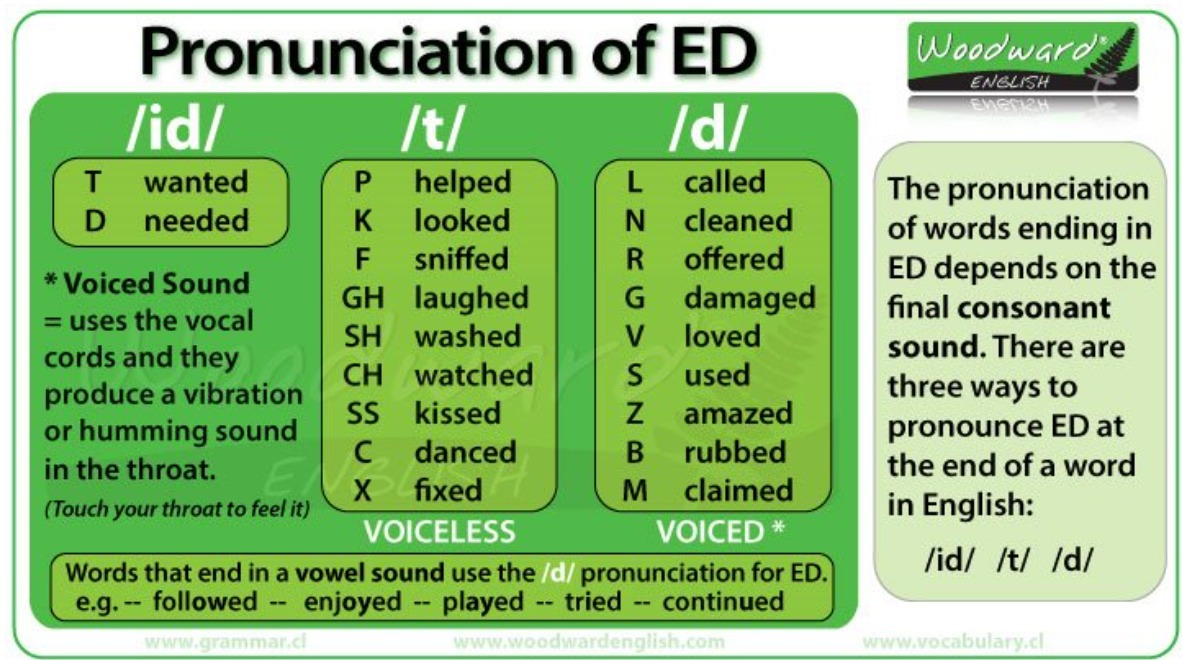 Pronunciation of ED
Woodward®
ENGLISH
/id/
T wanted
D needed
* Voiced Sound
= uses the vocal
cords and they
produce a vibration
or humming sound
in the throat.
(Touch your throat to feel it)
/t/
P helped
K looked
F sniffed
GH laughed
SH washed
CH watched
SS kissed
C danced
X fixed
VOICELESS
/d/
L called
N cleaned
R offered
G damaged
V loved
S used
Z amazed
B rubbed
M claimed
VOICED *
Words that end in a vowel sound use the /d/ pronunciation for ED.
e.g. -- followed -- enjoyed -- played -- tried -- continued
The pronunciation
of words ending in
ED depends on the
final consonant
sound. There are
three ways to
pronounce ED at
the end of a word
in English:
/id/ /t/ /d/
Woodward
ENGLISH
www.grammar.cl
www.woodwardenglish.com
www.vocabulary.cl